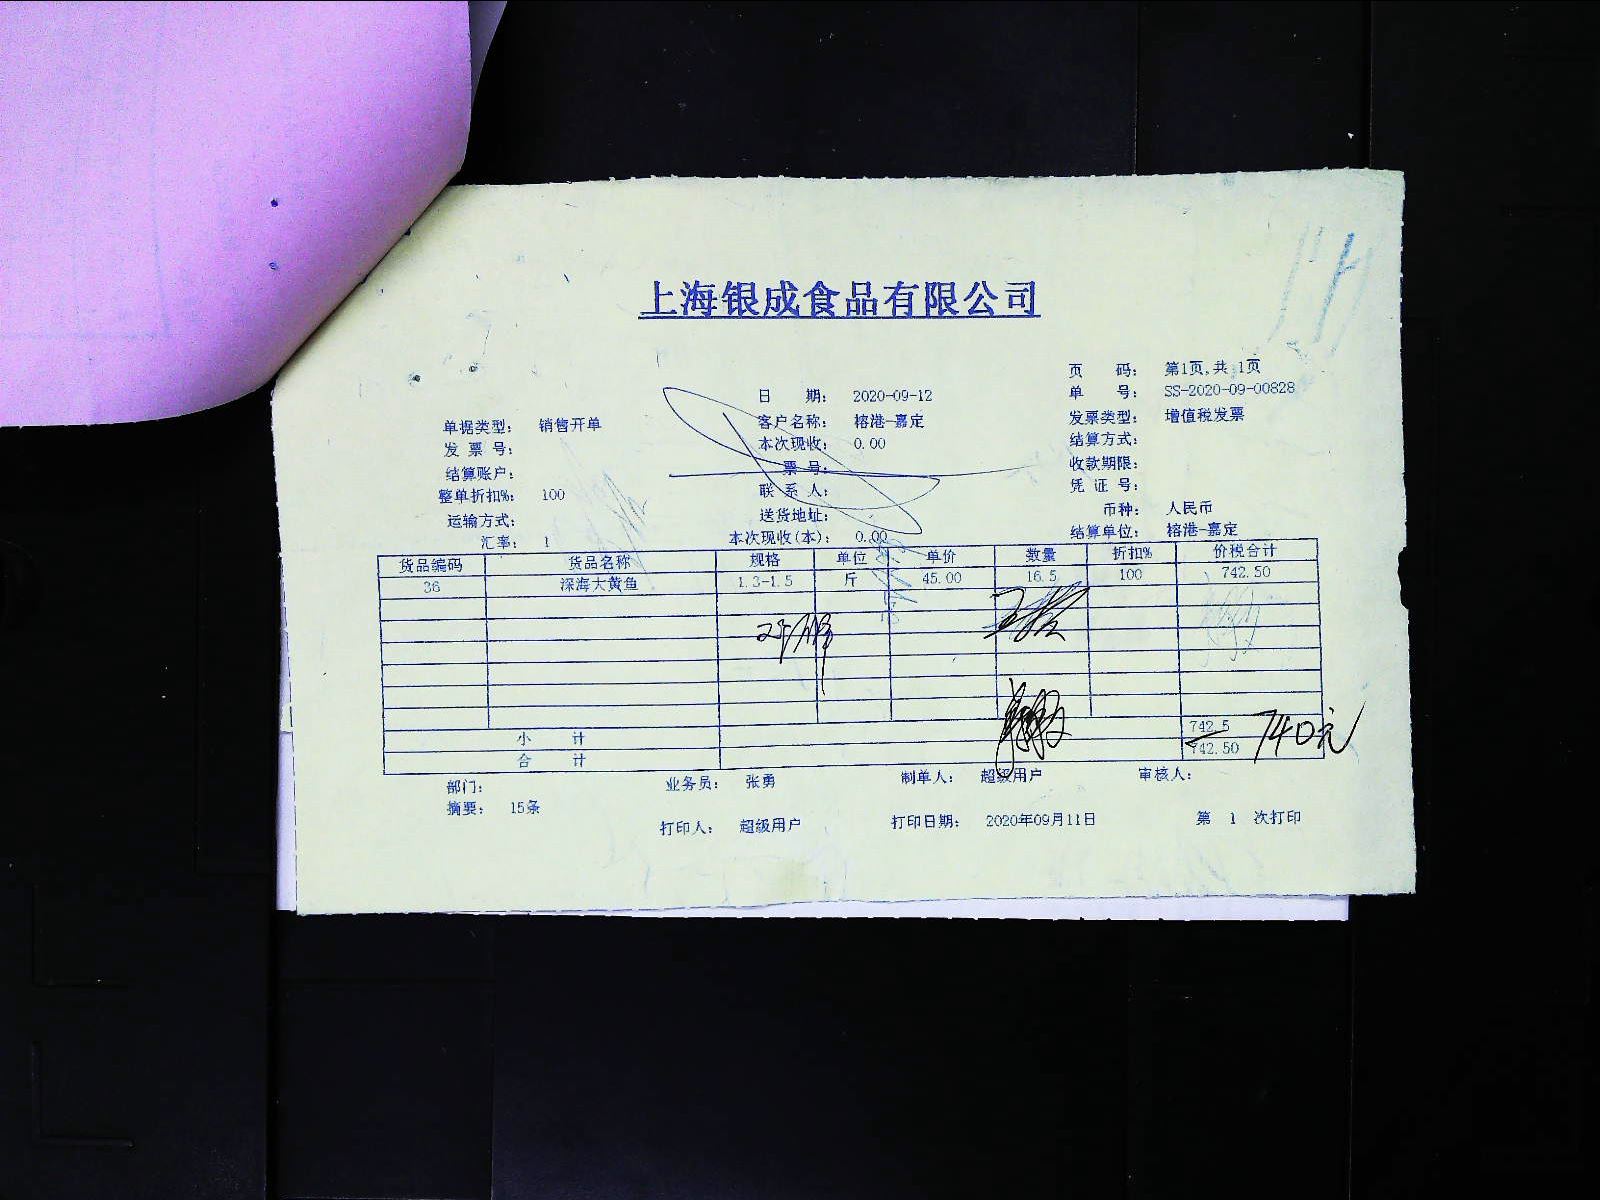 上海银成食品有限公司
页 码: 第1页,共 1页
日 期: 2020-09-12 单 号: SS-2020-09-00828
单据类型: 销售开单 客户名称: 榕港-嘉定 发票类型: 增值税发票
发 票 号: 本次现收: 0.00 结算方式:
结算账户: 票 号: 收款期限:
整单折扣%: 100 联 系 人: 凭 证 号:
运输方式: 送货地址: 币种: 人民币
汇率: 1 本次现收(本): 0.00 结算单位: 榕港-嘉定
货品编码 货品名称 规格 单位 单价 数量 折扣% 价税合计
36 深海大黄鱼 1.3-1.5 斤 45.00 16.5 100 742.50
小 计 742.5
合 计 742.50 740元
部门: 业务员: 张勇 制单人: 超级用户 审核人:
摘要: 15条
打印人: 超级用户 打印日期: 2020年09月11日 第 1 次打印